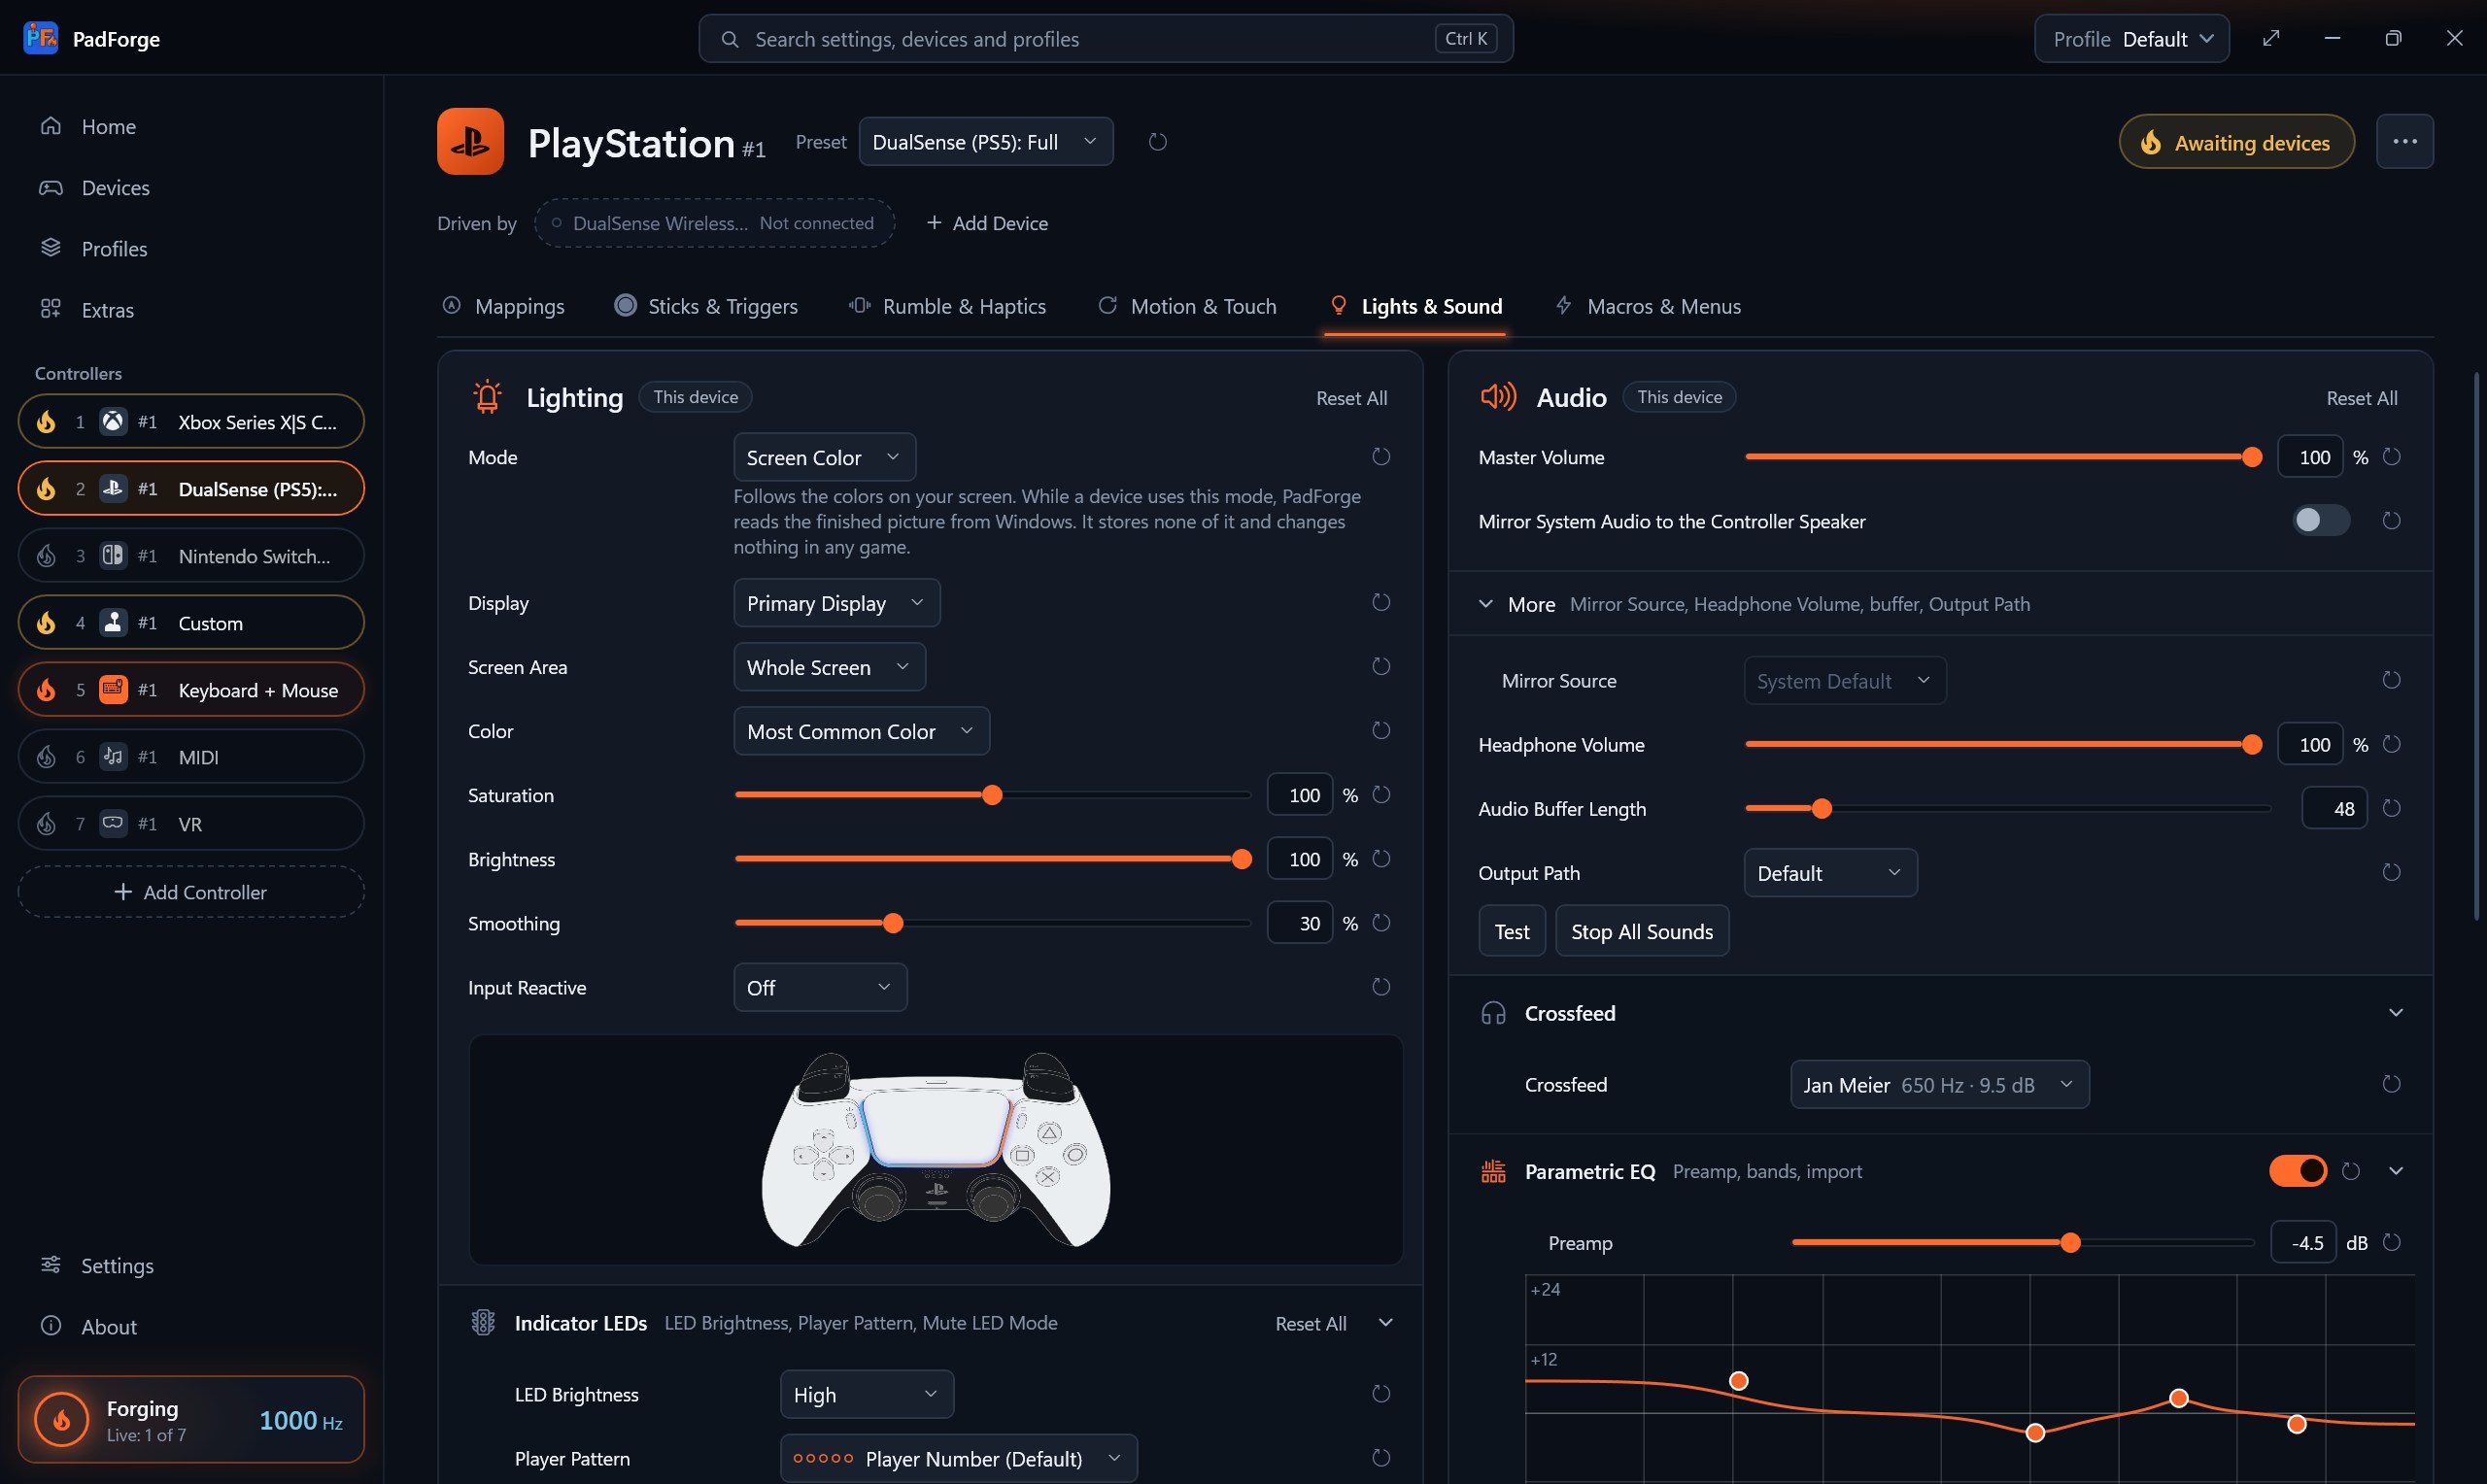 PadForge
Search settings, devices and profiles
Ctrl K
Profile Default
Home
Devices
Profiles
Extras
Controllers
1 #1 Xbox Series X|S C...
2 #1 DualSense (PS5):...
3 #1 Nintendo Switch...
4 #1 Custom
5 #1 Keyboard + Mouse
6 #1 MIDI
7 #1 VR
+ Add Controller
Settings
About
Forging
Live: 1 of 7
1000 Hz
PlayStation #1
Preset DualSense (PS5): Full
Awaiting devices
Driven by DualSense Wireless... Not connected + Add Device
Mappings
Sticks & Triggers
Rumble & Haptics
Motion & Touch
Lights & Sound
Macros & Menus
Lighting This device Reset All
Mode Screen Color
Follows the colors on your screen. While a device uses this mode, PadForge
reads the finished picture from Windows. It stores none of it and changes
nothing in any game.
Display Primary Display
Screen Area Whole Screen
Color Most Common Color
Saturation 100 %
Brightness 100 %
Smoothing 30 %
Input Reactive Off
Indicator LEDs LED Brightness, Player Pattern, Mute LED Mode Reset All
LED Brightness High
Player Pattern Player Number (Default)
Audio This device Reset All
Master Volume 100 %
Mirror System Audio to the Controller Speaker
More Mirror Source, Headphone Volume, buffer, Output Path
Mirror Source System Default
Headphone Volume 100 %
Audio Buffer Length 48
Output Path Default
Test Stop All Sounds
Crossfeed
Crossfeed Jan Meier 650 Hz · 9.5 dB
Parametric EQ Preamp, bands, import
Preamp -4.5 dB
+24
+12